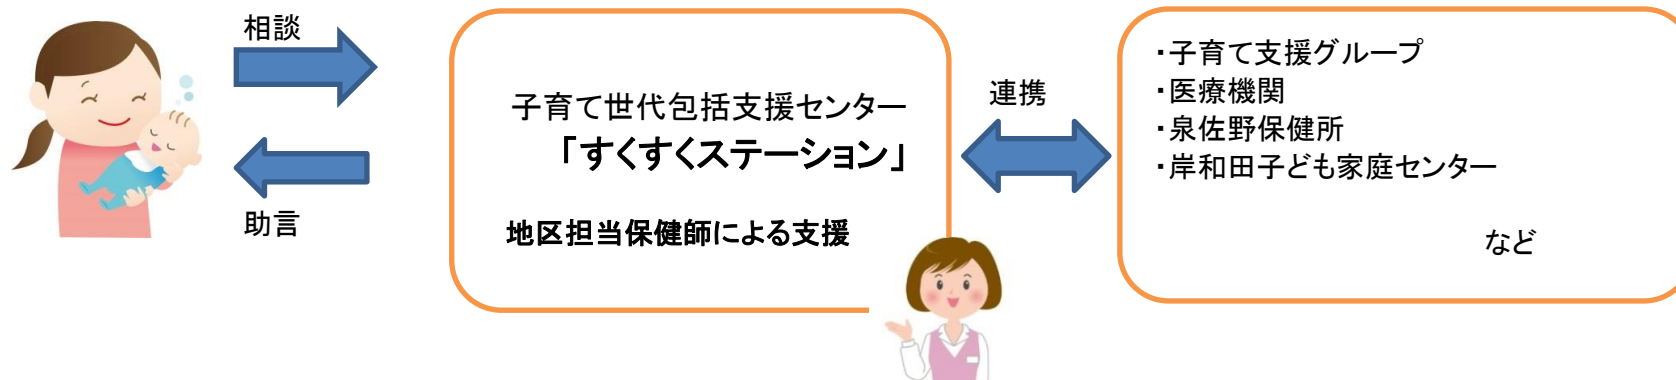 相談
助言
子育て世代包括支援センター
「すくすくステーション」
地区担当保健師による支援
連携
・子育て支援グループ
・医療機関
・泉佐野保健所
・岸和田子ども家庭センター
など